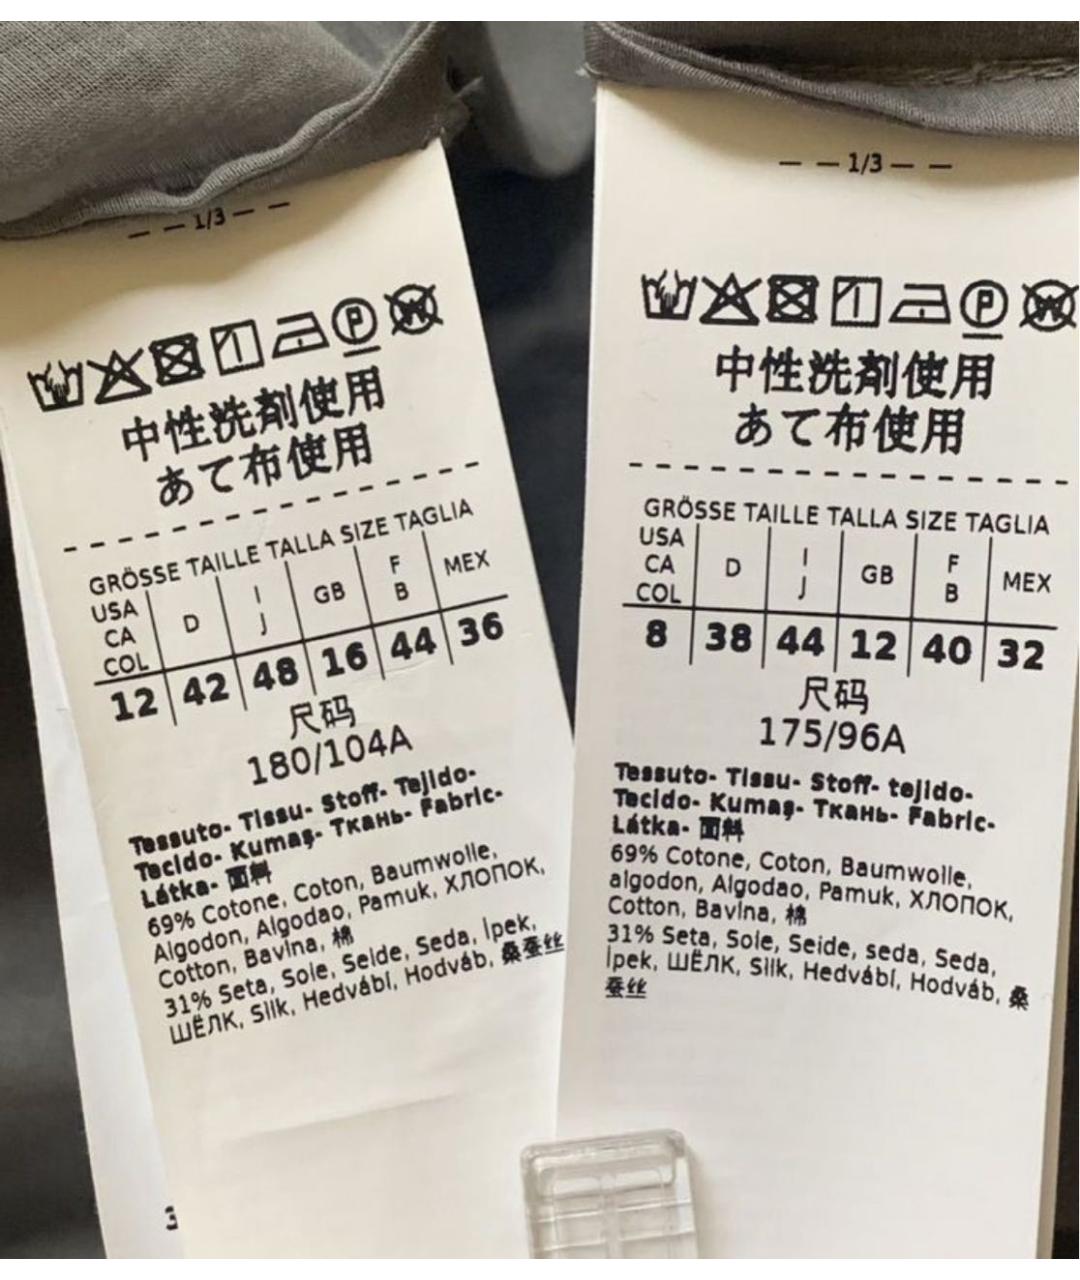 — — 1/3 — —
中性洗剤使用
あて布使用
GRÖSSE TAILLE TALLA SIZE TAGLIA
USA CA COL D I J GB F B MEX
12 42 48 16 44 36
尺码
180/104A
Tessuto- Tissu- Stoff- Tejido-
Tecido- Kumaş- Ткань- Fabric-
Látka- 面料
69% Cotone, Coton, Baumwolle,
Algodon, Algodao, Pamuk, ХЛОПОК,
Cotton, Bavlna, 棉
31% Seta, Soie, Seide, Seda, İpek,
ШЁЛК, Silk, Hedvábí, Hodváb, 桑蚕丝
— — 1/3 — —
P
W
中性洗剤使用
あて布使用
GRÖSSE TAILLE TALLA SIZE TAGLIA
USA CA COL D I J GB F B MEX
8 38 44 12 40 32
尺码
175/96A
Tessuto- Tissu- Stoff- tejido-
Tecido- Kumaş- Ткань- Fabric-
Látka- 面料
69% Cotone, Coton, Baumwolle,
algodon, Algodao, Pamuk, ХЛОПОК,
Cotton, Bavlna, 棉
31% Seta, Soie, Seide, seda, Seda,
İpek, ШЁЛК, Silk, Hedvábí, Hodváb, 桑
蚕丝